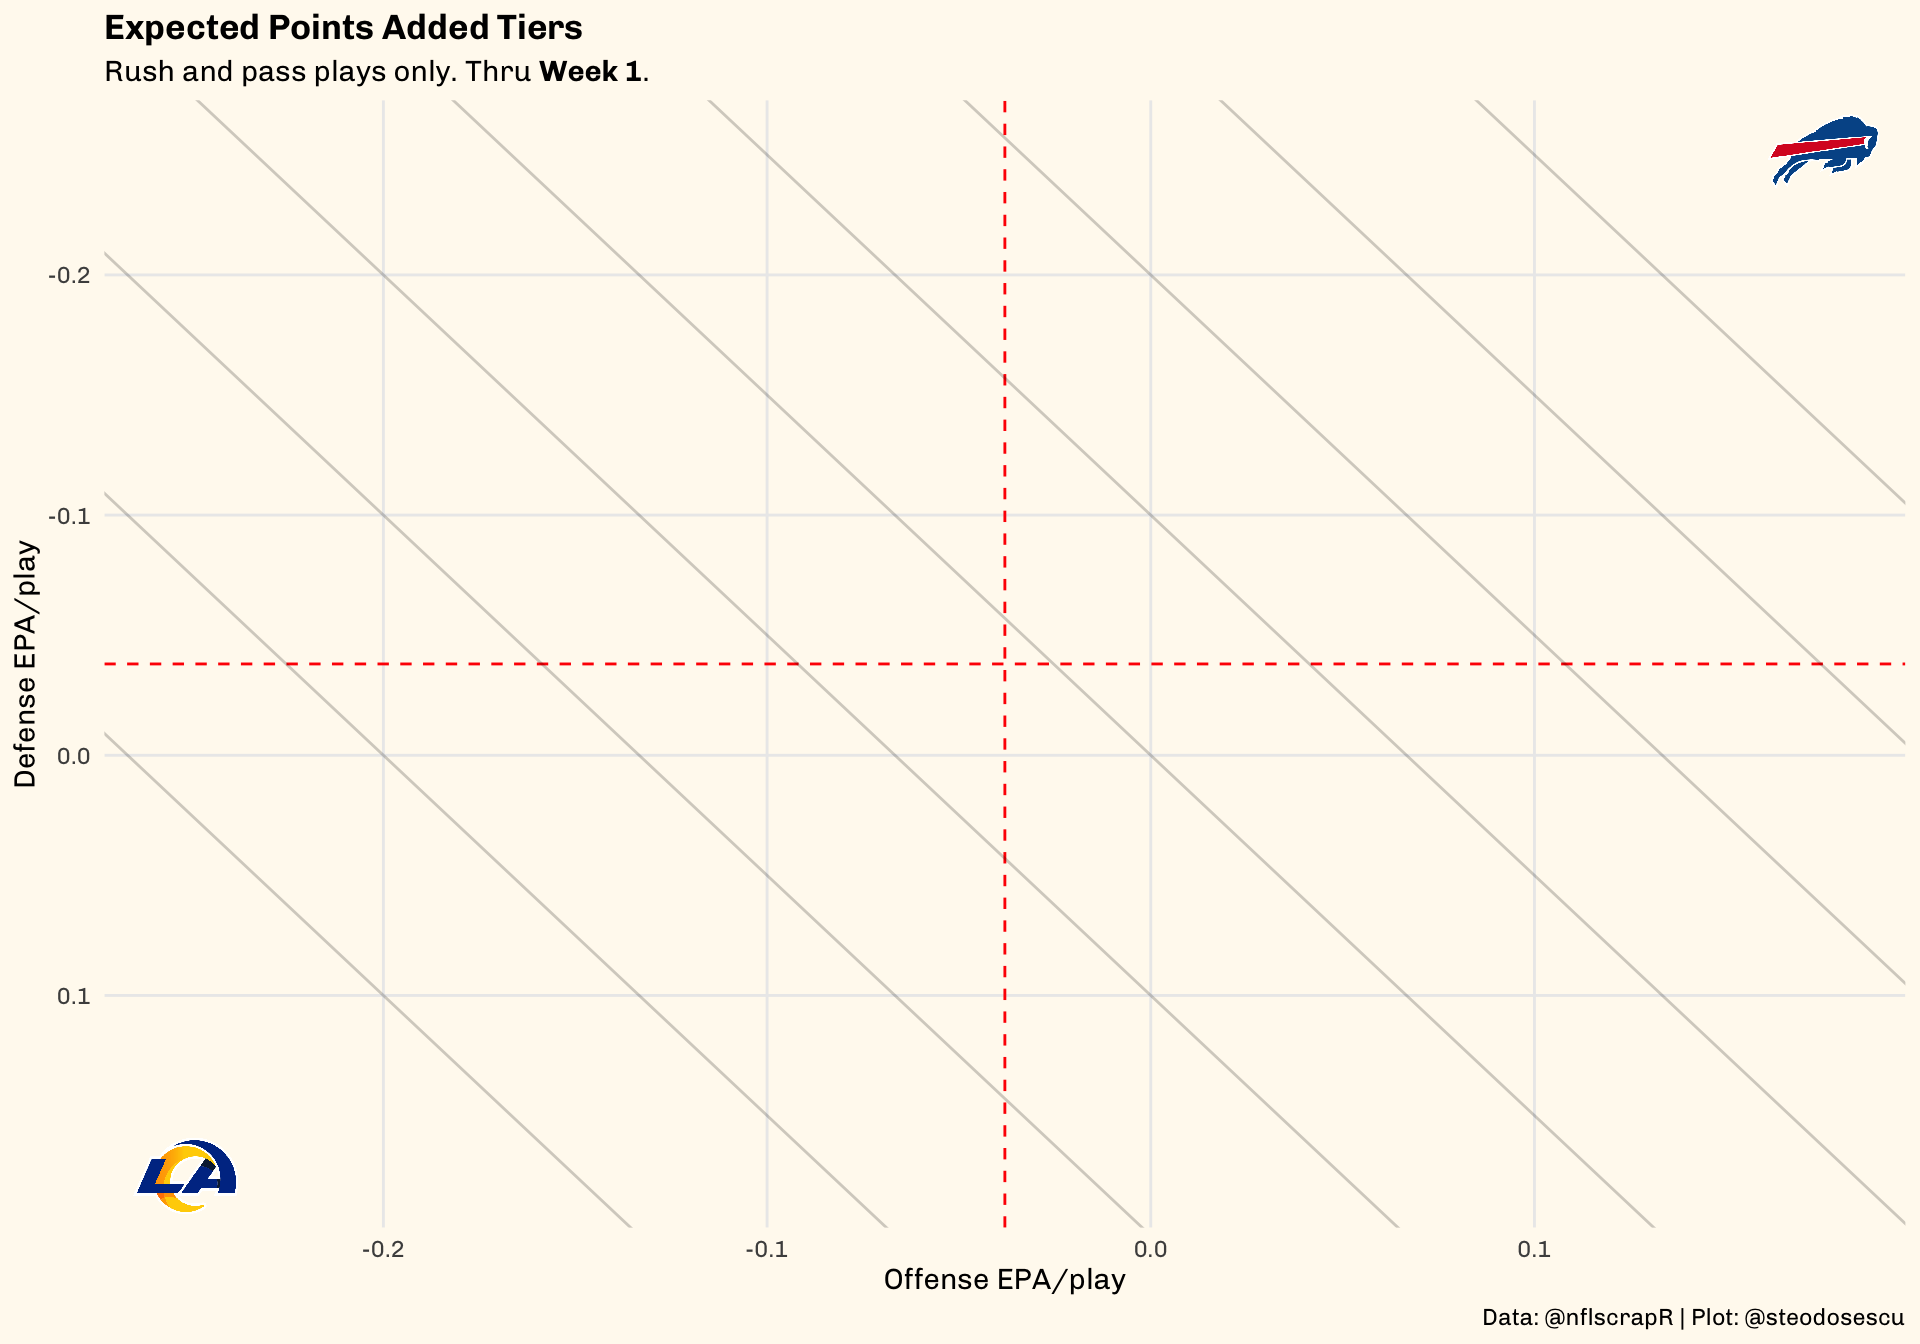 Expected Points Added Tiers
Rush and pass plays only. Thru Week 1.
-0.2
-0.1
0.0
0.1
Defense EPA/play
LA
-0.2
-0.1
0.0
0.1
Offense EPA/play
Data: @nflscrapR | Plot: @steodosescu